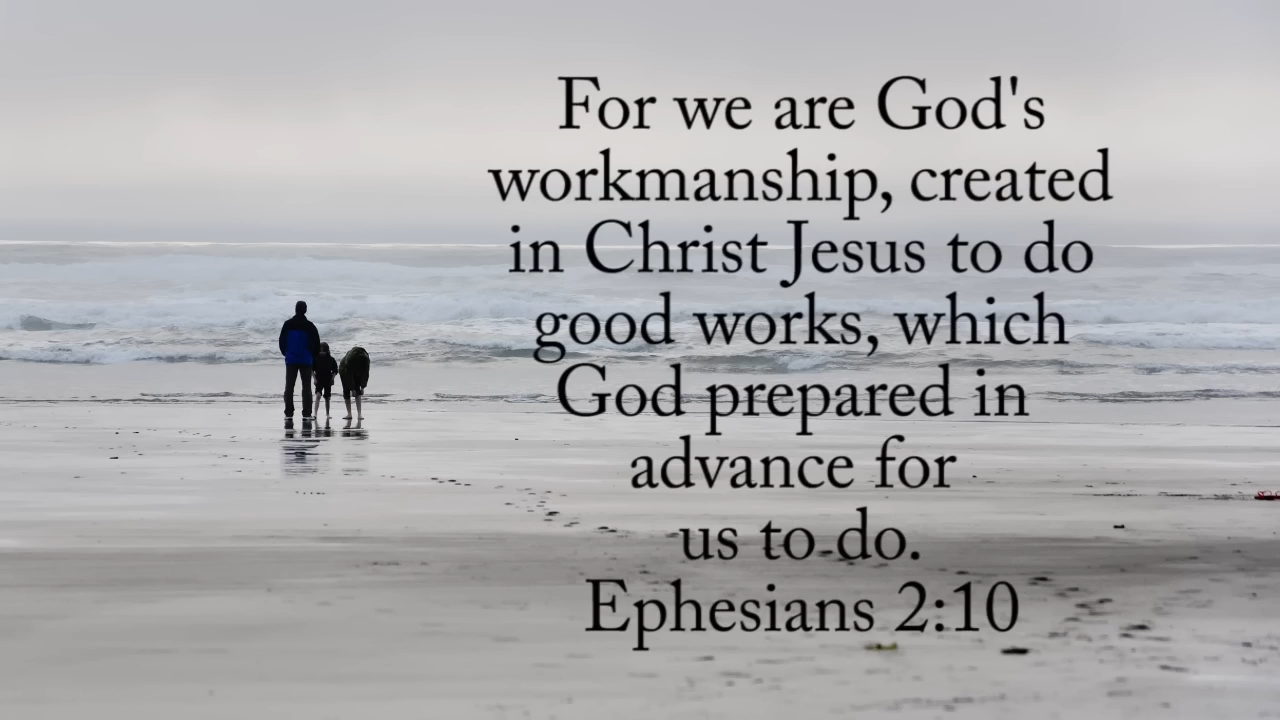 For we are God's
workmanship, created
in Christ Jesus to do
good works, which
God prepared in
advance for
us to do.
Ephesians 2:10